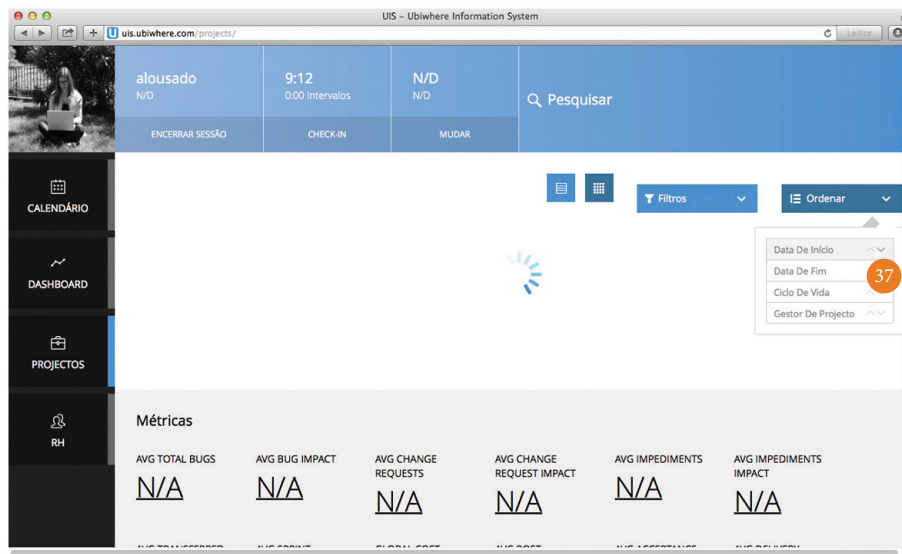 UIS – Ubiwhere Information System
uis.ubiwhere.com/projects/
Leitor
alousado
N/D
ENCERRAR SESSÃO
9:12
0:00 Intervalos
CHECK-IN
N/D
N/D
MUDAR
Pesquisar
CALENDÁRIO
DASHBOARD
PROJECTOS
RH
Filtros
Ordenar
Data De Início
Data De Fim
37
Ciclo De Vida
Gestor De Projecto
Métricas
AVG TOTAL BUGS
N/A
AVG BUG IMPACT
N/A
AVG CHANGE
REQUESTS
N/A
AVG CHANGE
REQUEST IMPACT
N/A
AVG IMPEDIMENTS
N/A
AVG IMPEDIMENTS
IMPACT
N/A